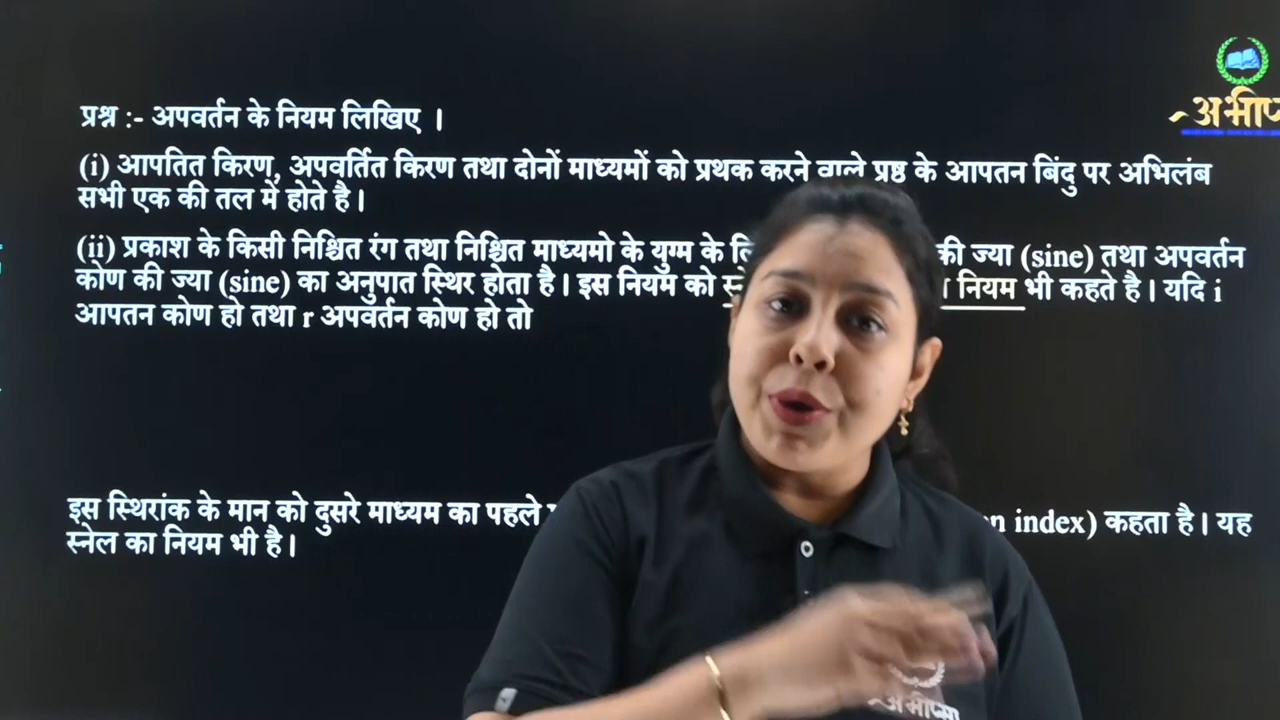 अभीप्सा
प्रश्न :- अपवर्तन के नियम लिखिए ।
(i) आपतित किरण, अपवर्तित किरण तथा दोनों माध्यमों को प्रथक करने वाले प्रष्ठ के आपतन बिंदु पर अभिलंब
सभी एक की तल में होते है।
(ii) प्रकाश के किसी निश्चित रंग तथा निश्चित माध्यमो के युग्म के की ज्या (sine) तथा अपवर्तन
कोण की ज्या (sine) का अनुपात स्थिर होता है। इस नियम को नियम भी कहते है। यदि i
आपतन कोण हो तथा r अपवर्तन कोण हो तो
इस स्थिरांक के मान को दुसरे माध्यम का पहले index) कहता है। यह
स्नेल का नियम भी है।
अभीप्सा